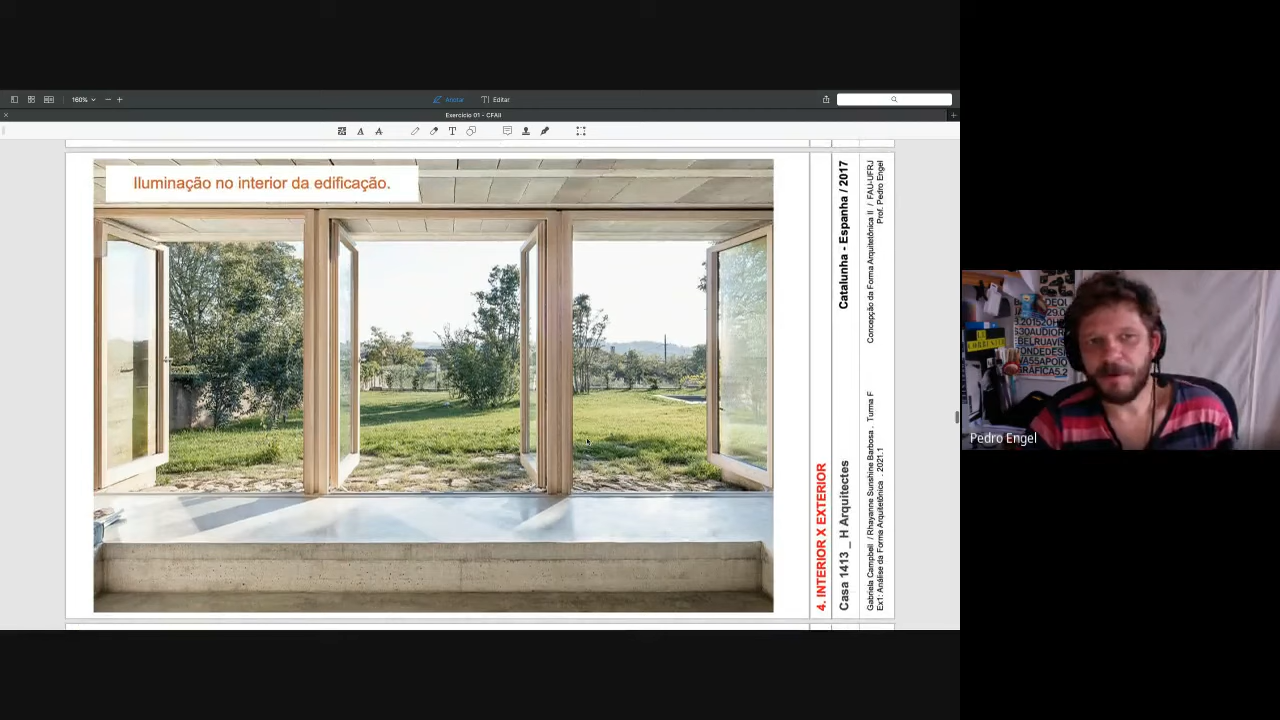 160%
Anotar
Editar
Exercício 01 - CFAII
Iluminação no interior da edificação.
4. INTERIOR X EXTERIOR
Casa 1413 _ H Arquitectes
Catalunha - Espanha / 2017
Gabriela Campbell / Rhayanne Sunshine Barbosa . Turma F
Ex1: Análise da Forma Arquitetônica . 2021.1
Concepção da Forma Arquitetônica II / FAU-UFRJ
Prof. Pedro Engel
Pedro Engel